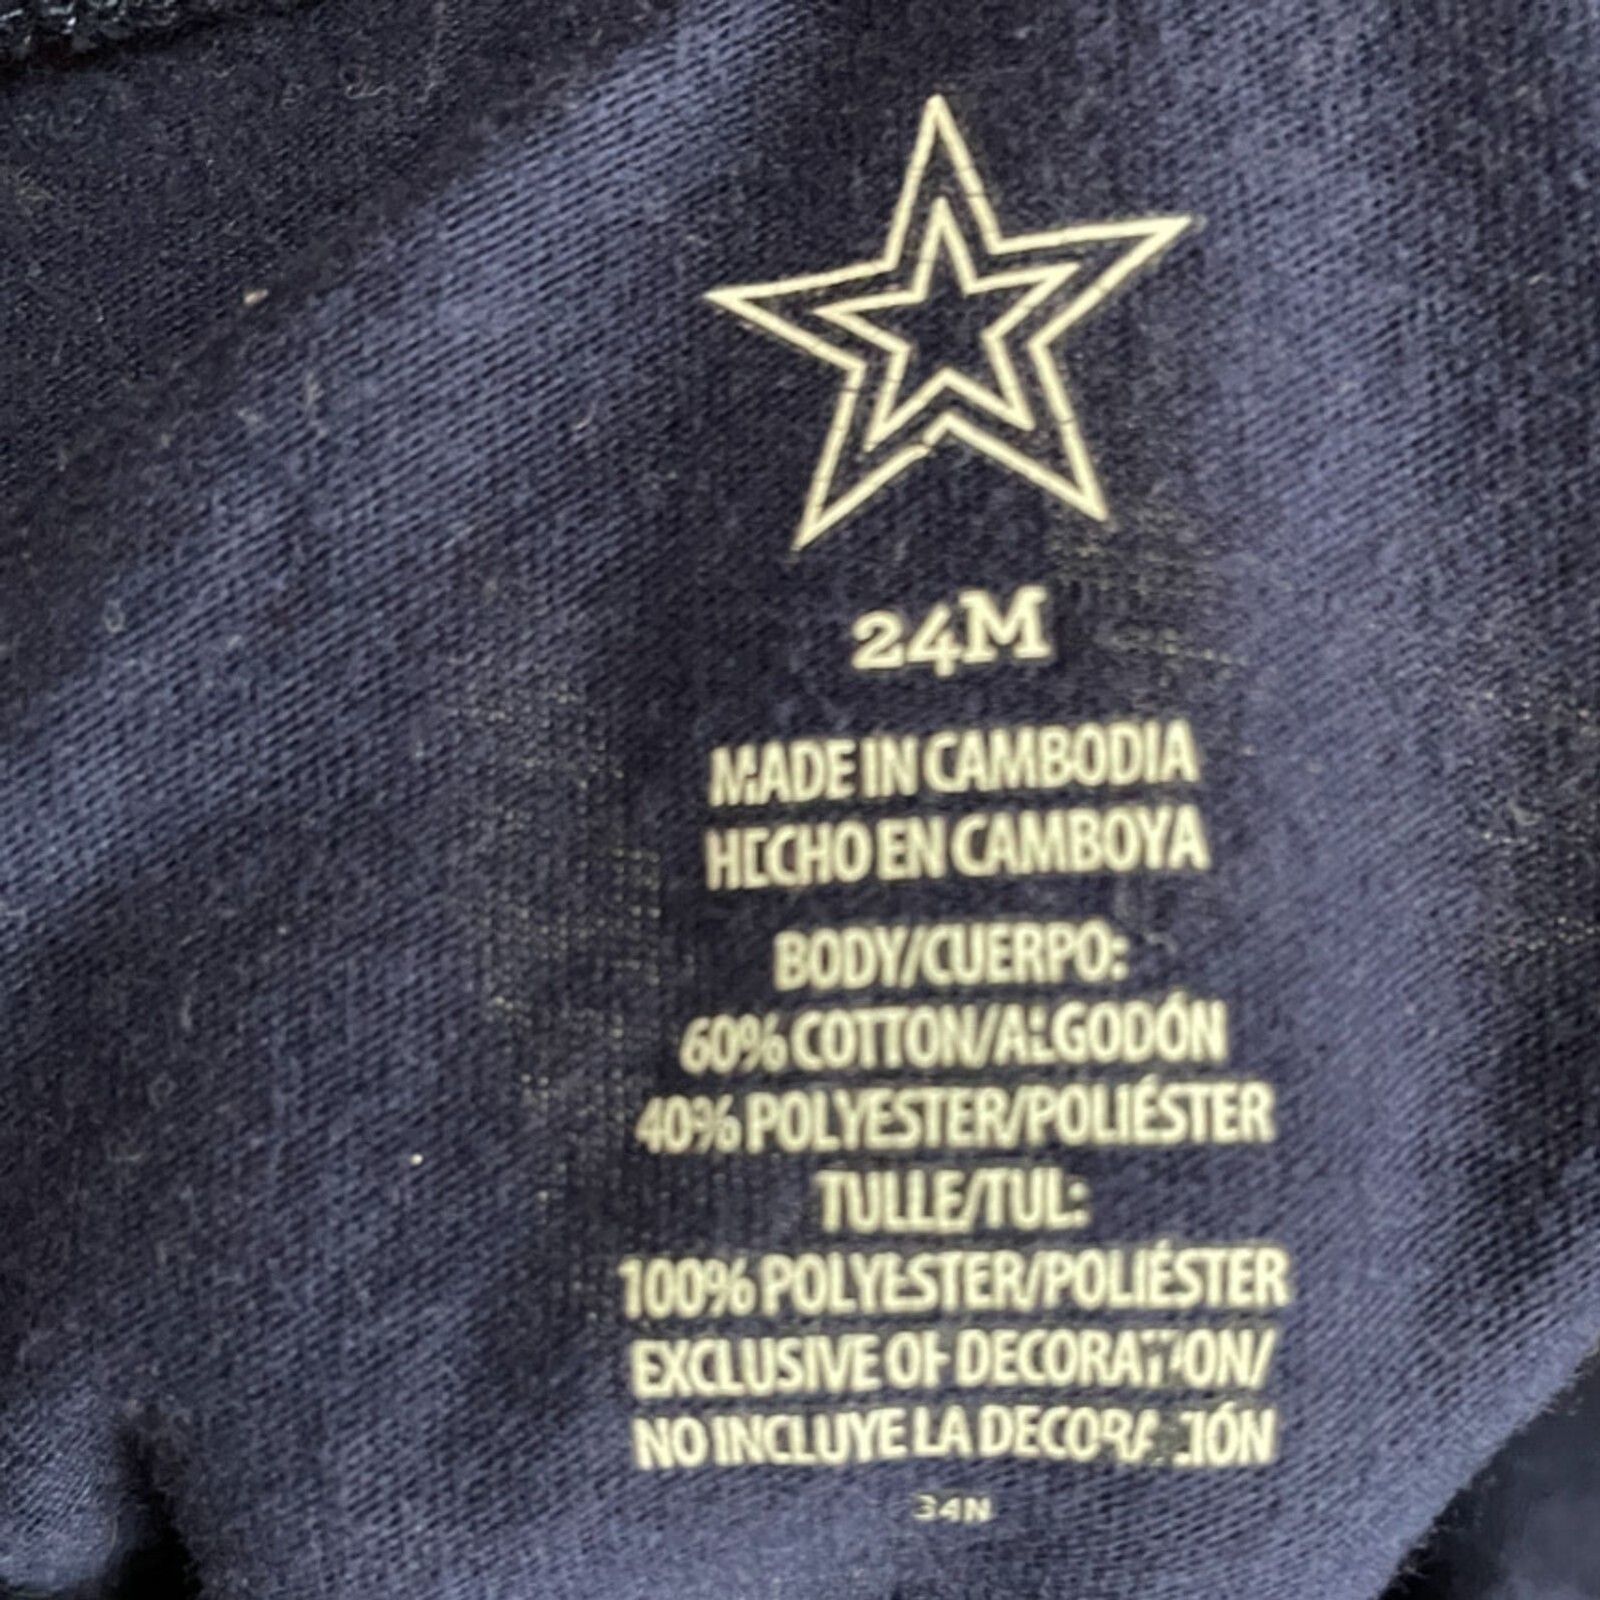 24M
MADE IN CAMBODIA
HECHO EN CAMBOYA
BODY/CUERPO:
60% COTTON/ALGODÓN
40% POLYESTER/POLIÉSTER
TULLE/TUL:
100% POLYESTER/POLIÉSTER
EXCLUSIVE OF DECORATION/
NO INCLUYE LA DECORACIÓN
34N